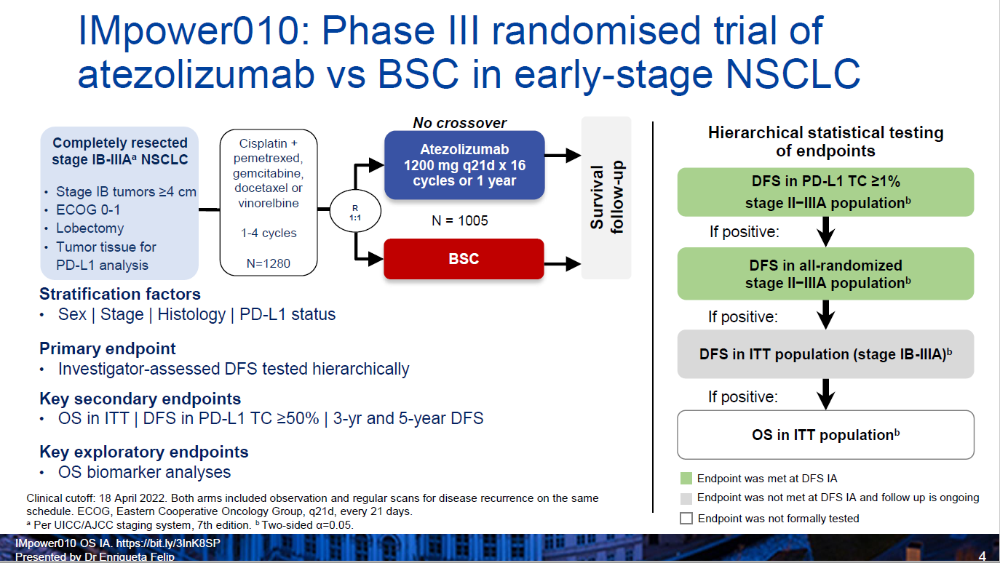 IMpower010: Phase III randomised trial of
atezolizumab vs BSC in early-stage NSCLC
Completely resected
stage IB-IIIAᵃ NSCLC
• Stage IB tumors ≥4 cm
• ECOG 0-1
• Lobectomy
• Tumor tissue for
PD-L1 analysis
Cisplatin +
pemetrexed,
gemcitabine,
docetaxel or
vinorelbine
1-4 cycles
N=1280
R
1:1
No crossover
Atezolizumab
1200 mg q21d x 16
cycles or 1 year
N = 1005
BSC
Survival
follow-up
Stratification factors
• Sex | Stage | Histology | PD-L1 status
Primary endpoint
• Investigator-assessed DFS tested hierarchically
Key secondary endpoints
• OS in ITT | DFS in PD-L1 TC ≥50% | 3-yr and 5-year DFS
Key exploratory endpoints
• OS biomarker analyses
Hierarchical statistical testing
of endpoints
DFS in PD-L1 TC ≥1%
stage II−IIIA populationᵇ
If positive:
DFS in all-randomized
stage II−IIIA populationᵇ
If positive:
DFS in ITT population (stage IB-IIIA)ᵇ
If positive:
OS in ITT populationᵇ
Endpoint was met at DFS IA
Endpoint was not met at DFS IA and follow up is ongoing
Endpoint was not formally tested
Clinical cutoff: 18 April 2022. Both arms included observation and regular scans for disease recurrence on the same
schedule. ECOG, Eastern Cooperative Oncology Group, q21d, every 21 days.
ᵃ Per UICC/AJCC staging system, 7th edition. ᵇ Two-sided α=0.05.
IMpower010 OS IA. https://bit.ly/3InK8SP
Presented by Dr Enriqueta Felip
4